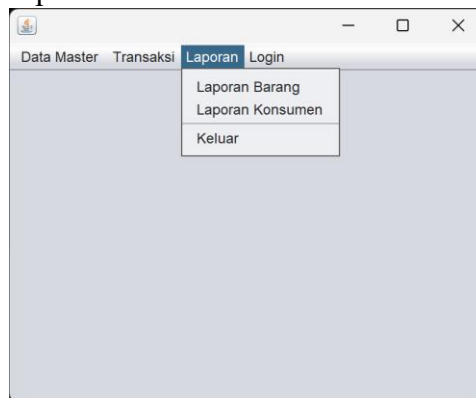 Data Master Transaksi Laporan Login
Laporan Barang
Laporan Konsumen
Keluar